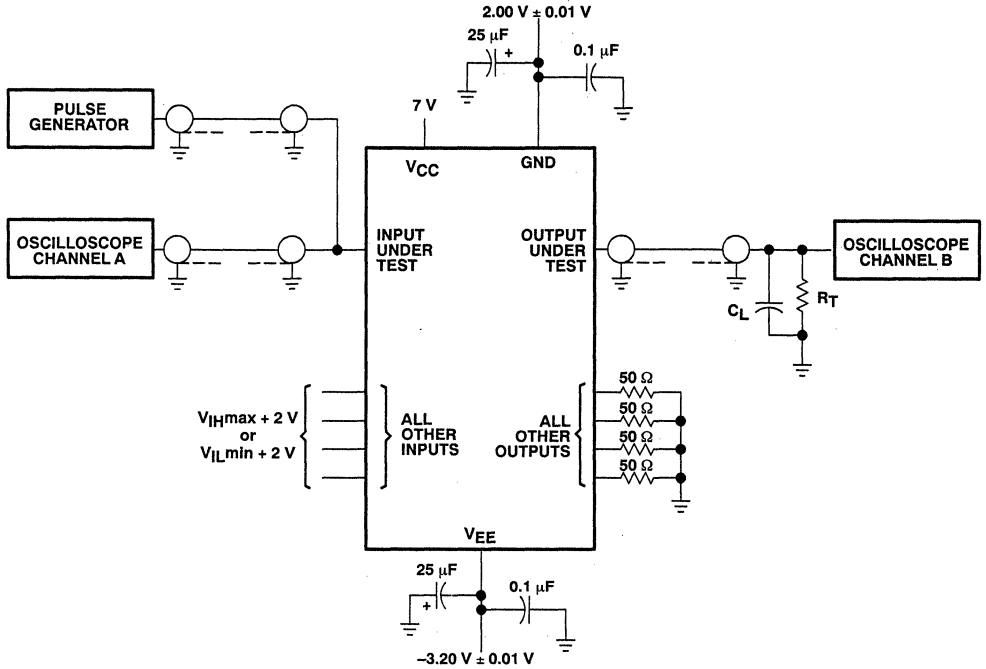 2.00 V ± 0.01 V
25 µF
+
0.1 µF
7 V
PULSE
GENERATOR
VCC
GND
OSCILLOSCOPE
CHANNEL A
INPUT
UNDER
TEST
OUTPUT
UNDER
TEST
OSCILLOSCOPE
CHANNEL B
CL
RT
VIHmax + 2 V
or
VILmin + 2 V
ALL
OTHER
INPUTS
ALL
OTHER
OUTPUTS
50 Ω
50 Ω
50 Ω
50 Ω
VEE
25 µF
+
0.1 µF
–3.20 V ± 0.01 V